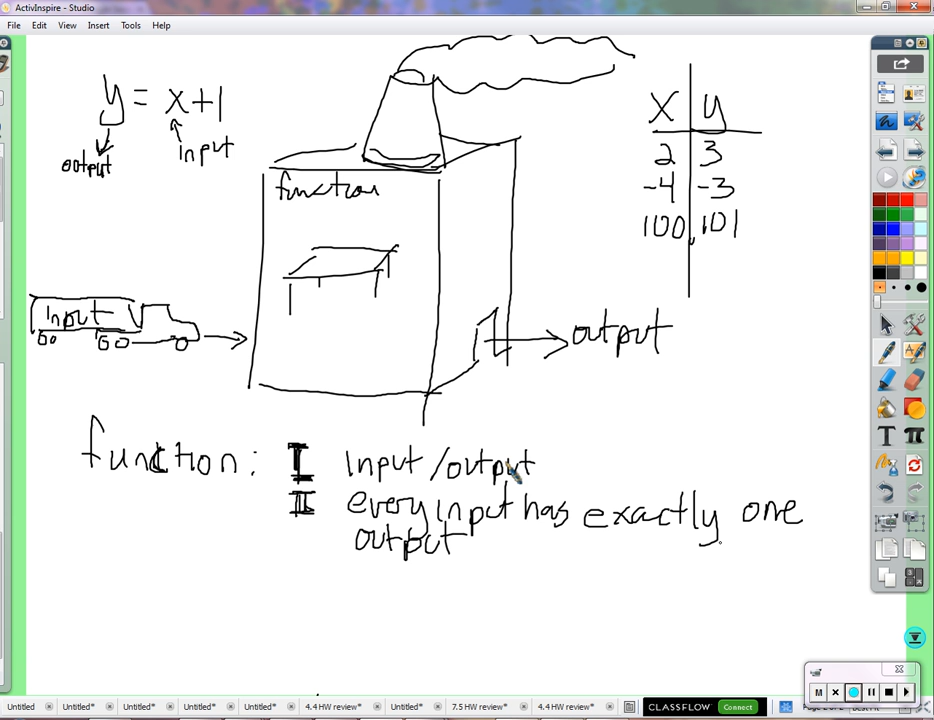 ActivInspire - Studio
File Edit View Insert Tools Help
y = x+1
output
input
function
x y
2 3
-4 -3
100 101
input
output
function: I input/output
II every input has exactly one
output
Untitled Untitled* Untitled* Untitled* Untitled* 4.4 HW review* Untitled* 7.5 HW review* 4.4 HW review* CLASSFLOW Connect
M